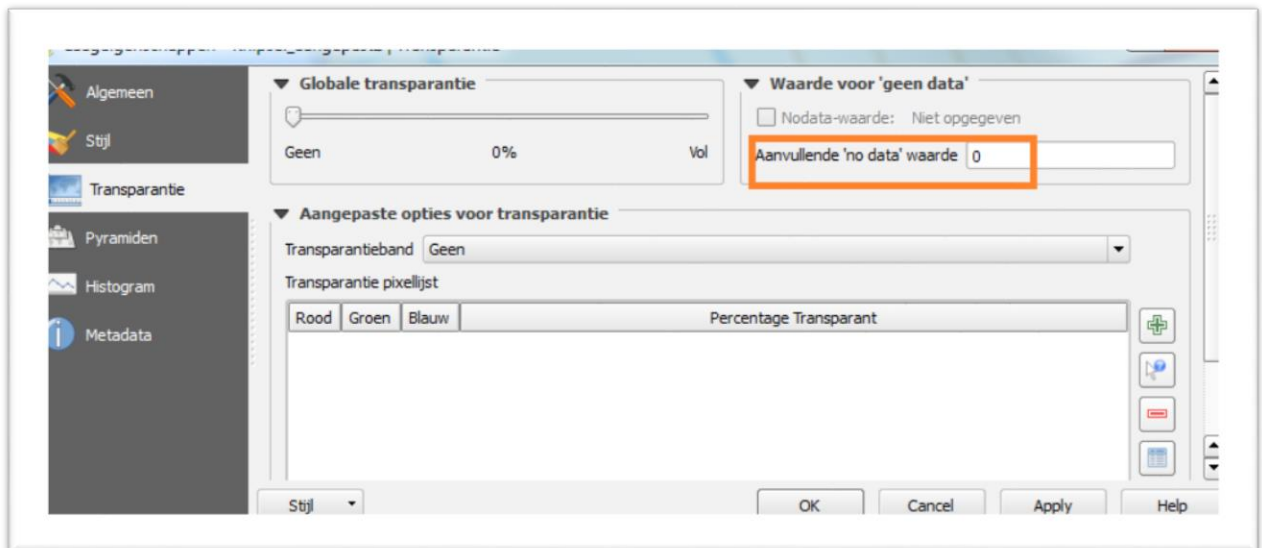 Algemeen
Stijl
Transparantie
Pyramiden
Histogram
Metadata
Globale transparantie
Geen 0% Vol
Waarde voor 'geen data'
Nodata-waarde: Niet opgegeven
Aanvullende 'no data' waarde 0
Aangepaste opties voor transparantie
Transparantieband Geen
Transparantie pixellijst
Rood Groen Blauw Percentage Transparant
Stijl OK Cancel Apply Help